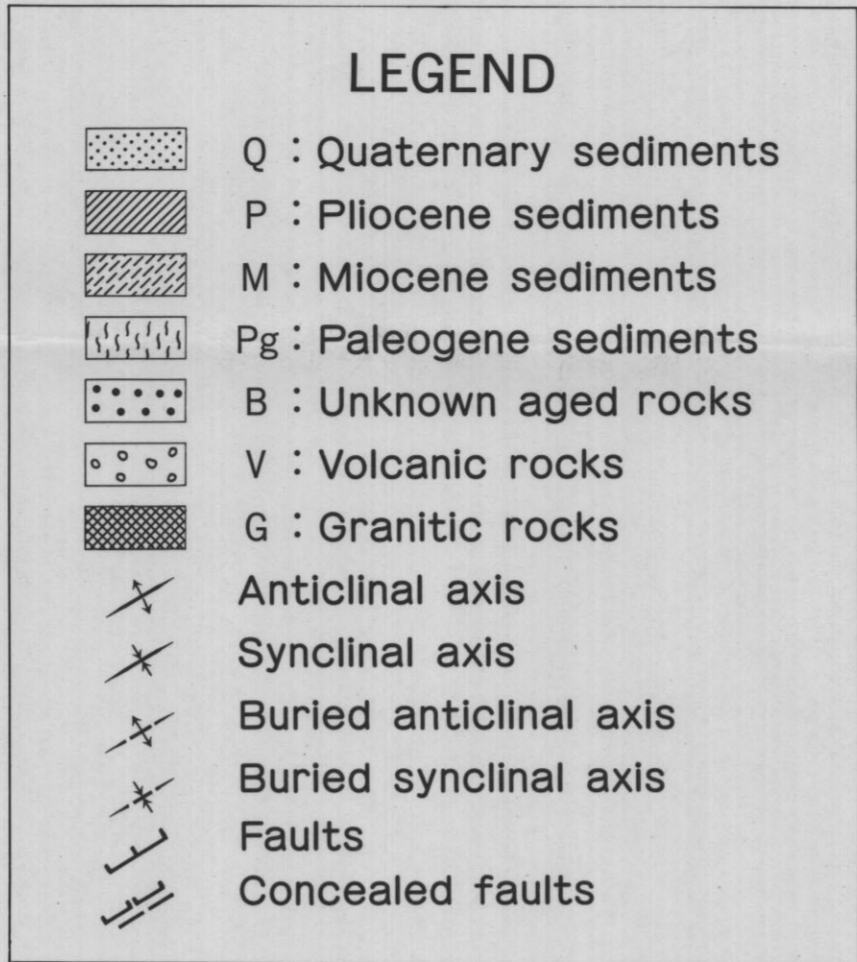 LEGEND
Q : Quaternary sediments
P : Pliocene sediments
M : Miocene sediments
Pg : Paleogene sediments
B : Unknown aged rocks
V : Volcanic rocks
G : Granitic rocks
Anticlinal axis
Synclinal axis
Buried anticlinal axis
Buried synclinal axis
Faults
Concealed faults